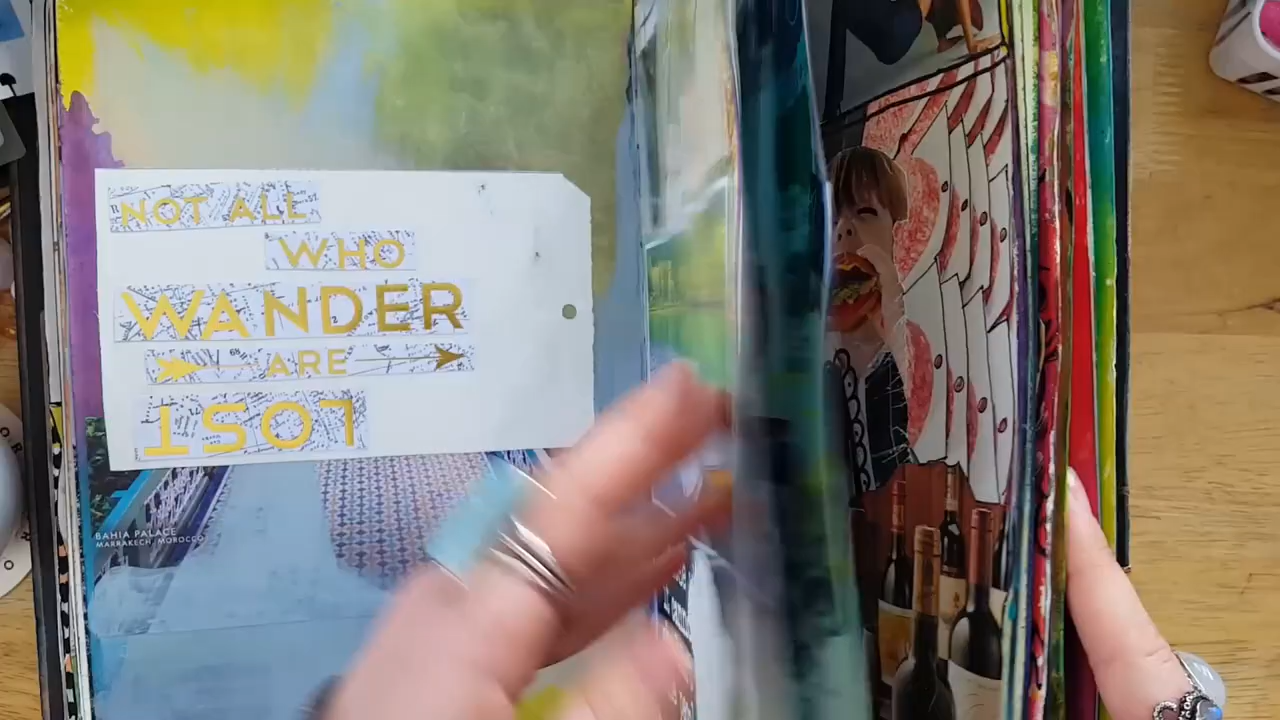 NOT ALL
WHO
WANDER
ARE
LOST
BAHIA PALACE
MARRAKECH, MOROCCO